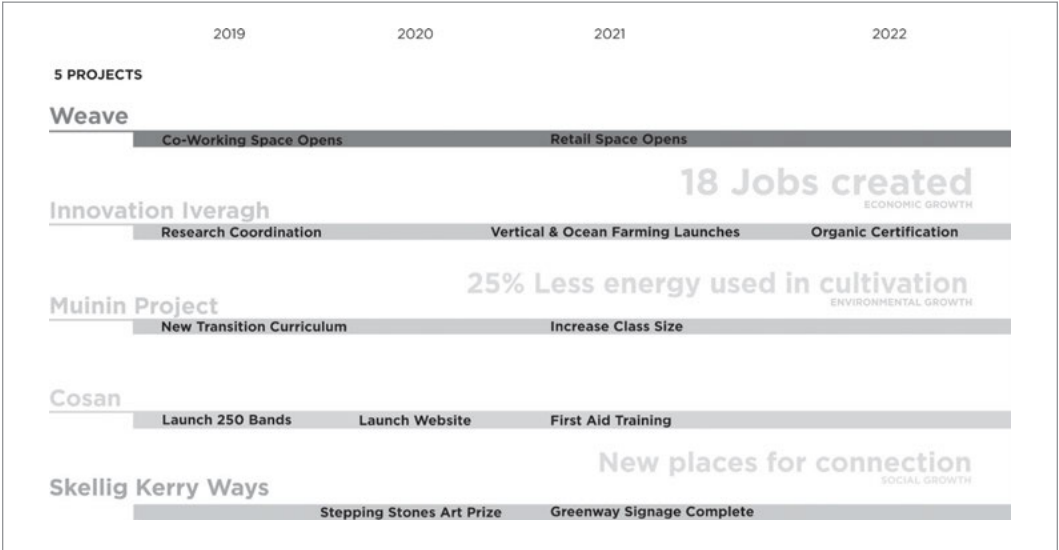 2019 2020 2021 2022
5 PROJECTS
Weave
Co-Working Space Opens Retail Space Opens
18 Jobs created
ECONOMIC GROWTH
Innovation Iveragh
Research Coordination Vertical & Ocean Farming Launches Organic Certification
25% Less energy used in cultivation
ENVIRONMENTAL GROWTH
Muinin Project
New Transition Curriculum Increase Class Size
Cosan
Launch 250 Bands Launch Website First Aid Training
New places for connection
SOCIAL GROWTH
Skellig Kerry Ways
Stepping Stones Art Prize Greenway Signage Complete